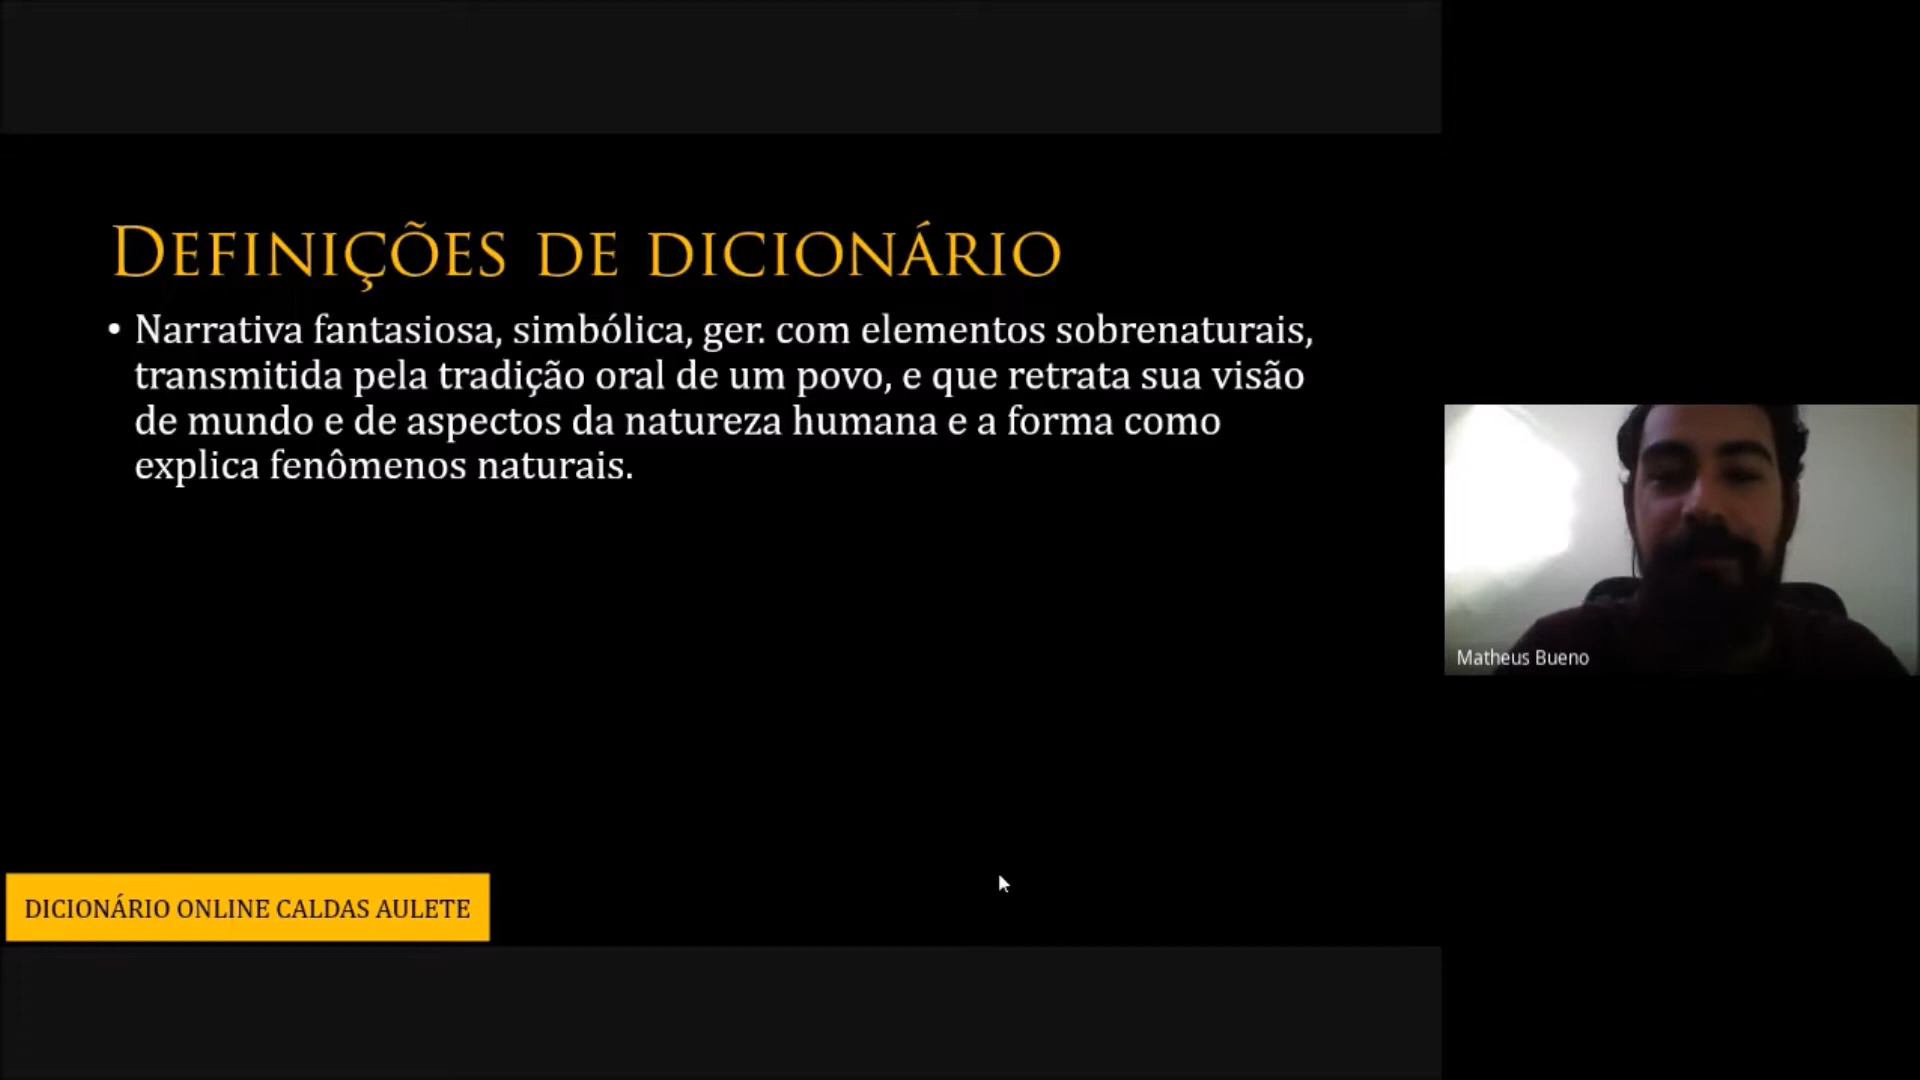 DEFINIÇÕES DE DICIONÁRIO
• Narrativa fantasiosa, simbólica, ger. com elementos sobrenaturais,
transmitida pela tradição oral de um povo, e que retrata sua visão
de mundo e de aspectos da natureza humana e a forma como
explica fenômenos naturais.
Matheus Bueno
DICIONÁRIO ONLINE CALDAS AULETE